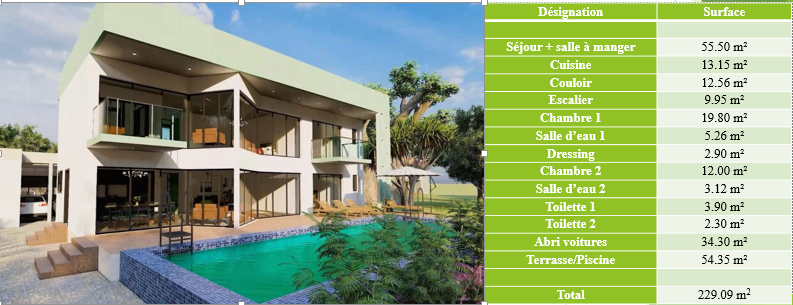 Désignation Surface
Séjour + salle à manger 55.50 m²
Cuisine 13.15 m²
Couloir 12.56 m²
Escalier 9.95 m²
Chambre 1 19.80 m²
Salle d’eau 1 5.26 m²
Dressing 2.90 m²
Chambre 2 12.00 m²
Salle d’eau 2 3.12 m²
Toilette 1 3.90 m²
Toilette 2 2.30 m²
Abri voitures 34.30 m²
Terrasse/Piscine 54.35 m²
Total 229.09 m²